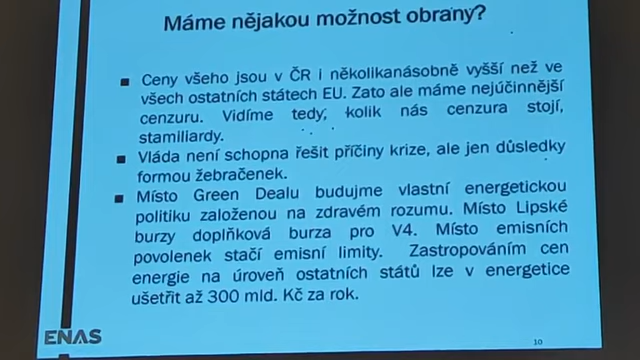 Máme nějakou možnost obrany?
■ Ceny všeho jsou v ČR i několikanásobně vyšší než ve
všech ostatních státech EU. Zato ale máme nejúčinnější
cenzuru. Vidíme tedy, kolik nás cenzura stojí,
stamiliardy.
■ Vláda není schopna řešit příčiny krize, ale jen důsledky
formou žebračenek.
■ Místo Green Dealu budujme vlastní energetickou
politiku založenou na zdravém rozumu. Místo Lipské
burzy doplňková burza pro V4. Místo emisních
povolenek stačí emisní limity. Zastropováním cen
energie na úroveň ostatních států lze v energetice
ušetřit až 300 mld. Kč za rok.
ENAS
10